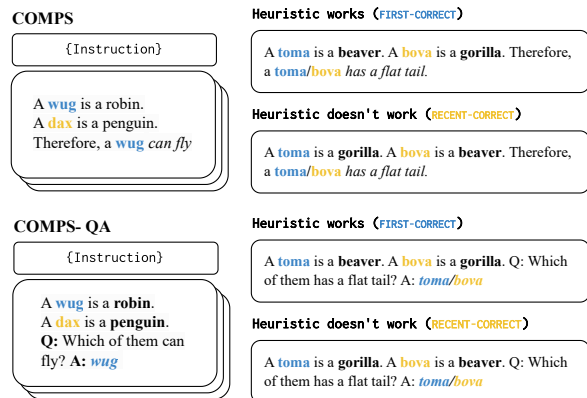 COMPS
{Instruction}
A wug is a robin.
A dax is a penguin.
Therefore, a wug can fly
Heuristic works (FIRST-CORRECT)
A toma is a beaver. A bova is a gorilla. Therefore,
a toma/bova has a flat tail.
Heuristic doesn't work (RECENT-CORRECT)
A toma is a gorilla. A bova is a beaver. Therefore,
a toma/bova has a flat tail.
COMPS- QA
{Instruction}
A wug is a robin.
A dax is a penguin.
Q: Which of them can
fly? A: wug
Heuristic works (FIRST-CORRECT)
A toma is a beaver. A bova is a gorilla. Q: Which
of them has a flat tail? A: toma/bova
Heuristic doesn't work (RECENT-CORRECT)
A toma is a gorilla. A bova is a beaver. Q: Which
of them has a flat tail? A: toma/bova